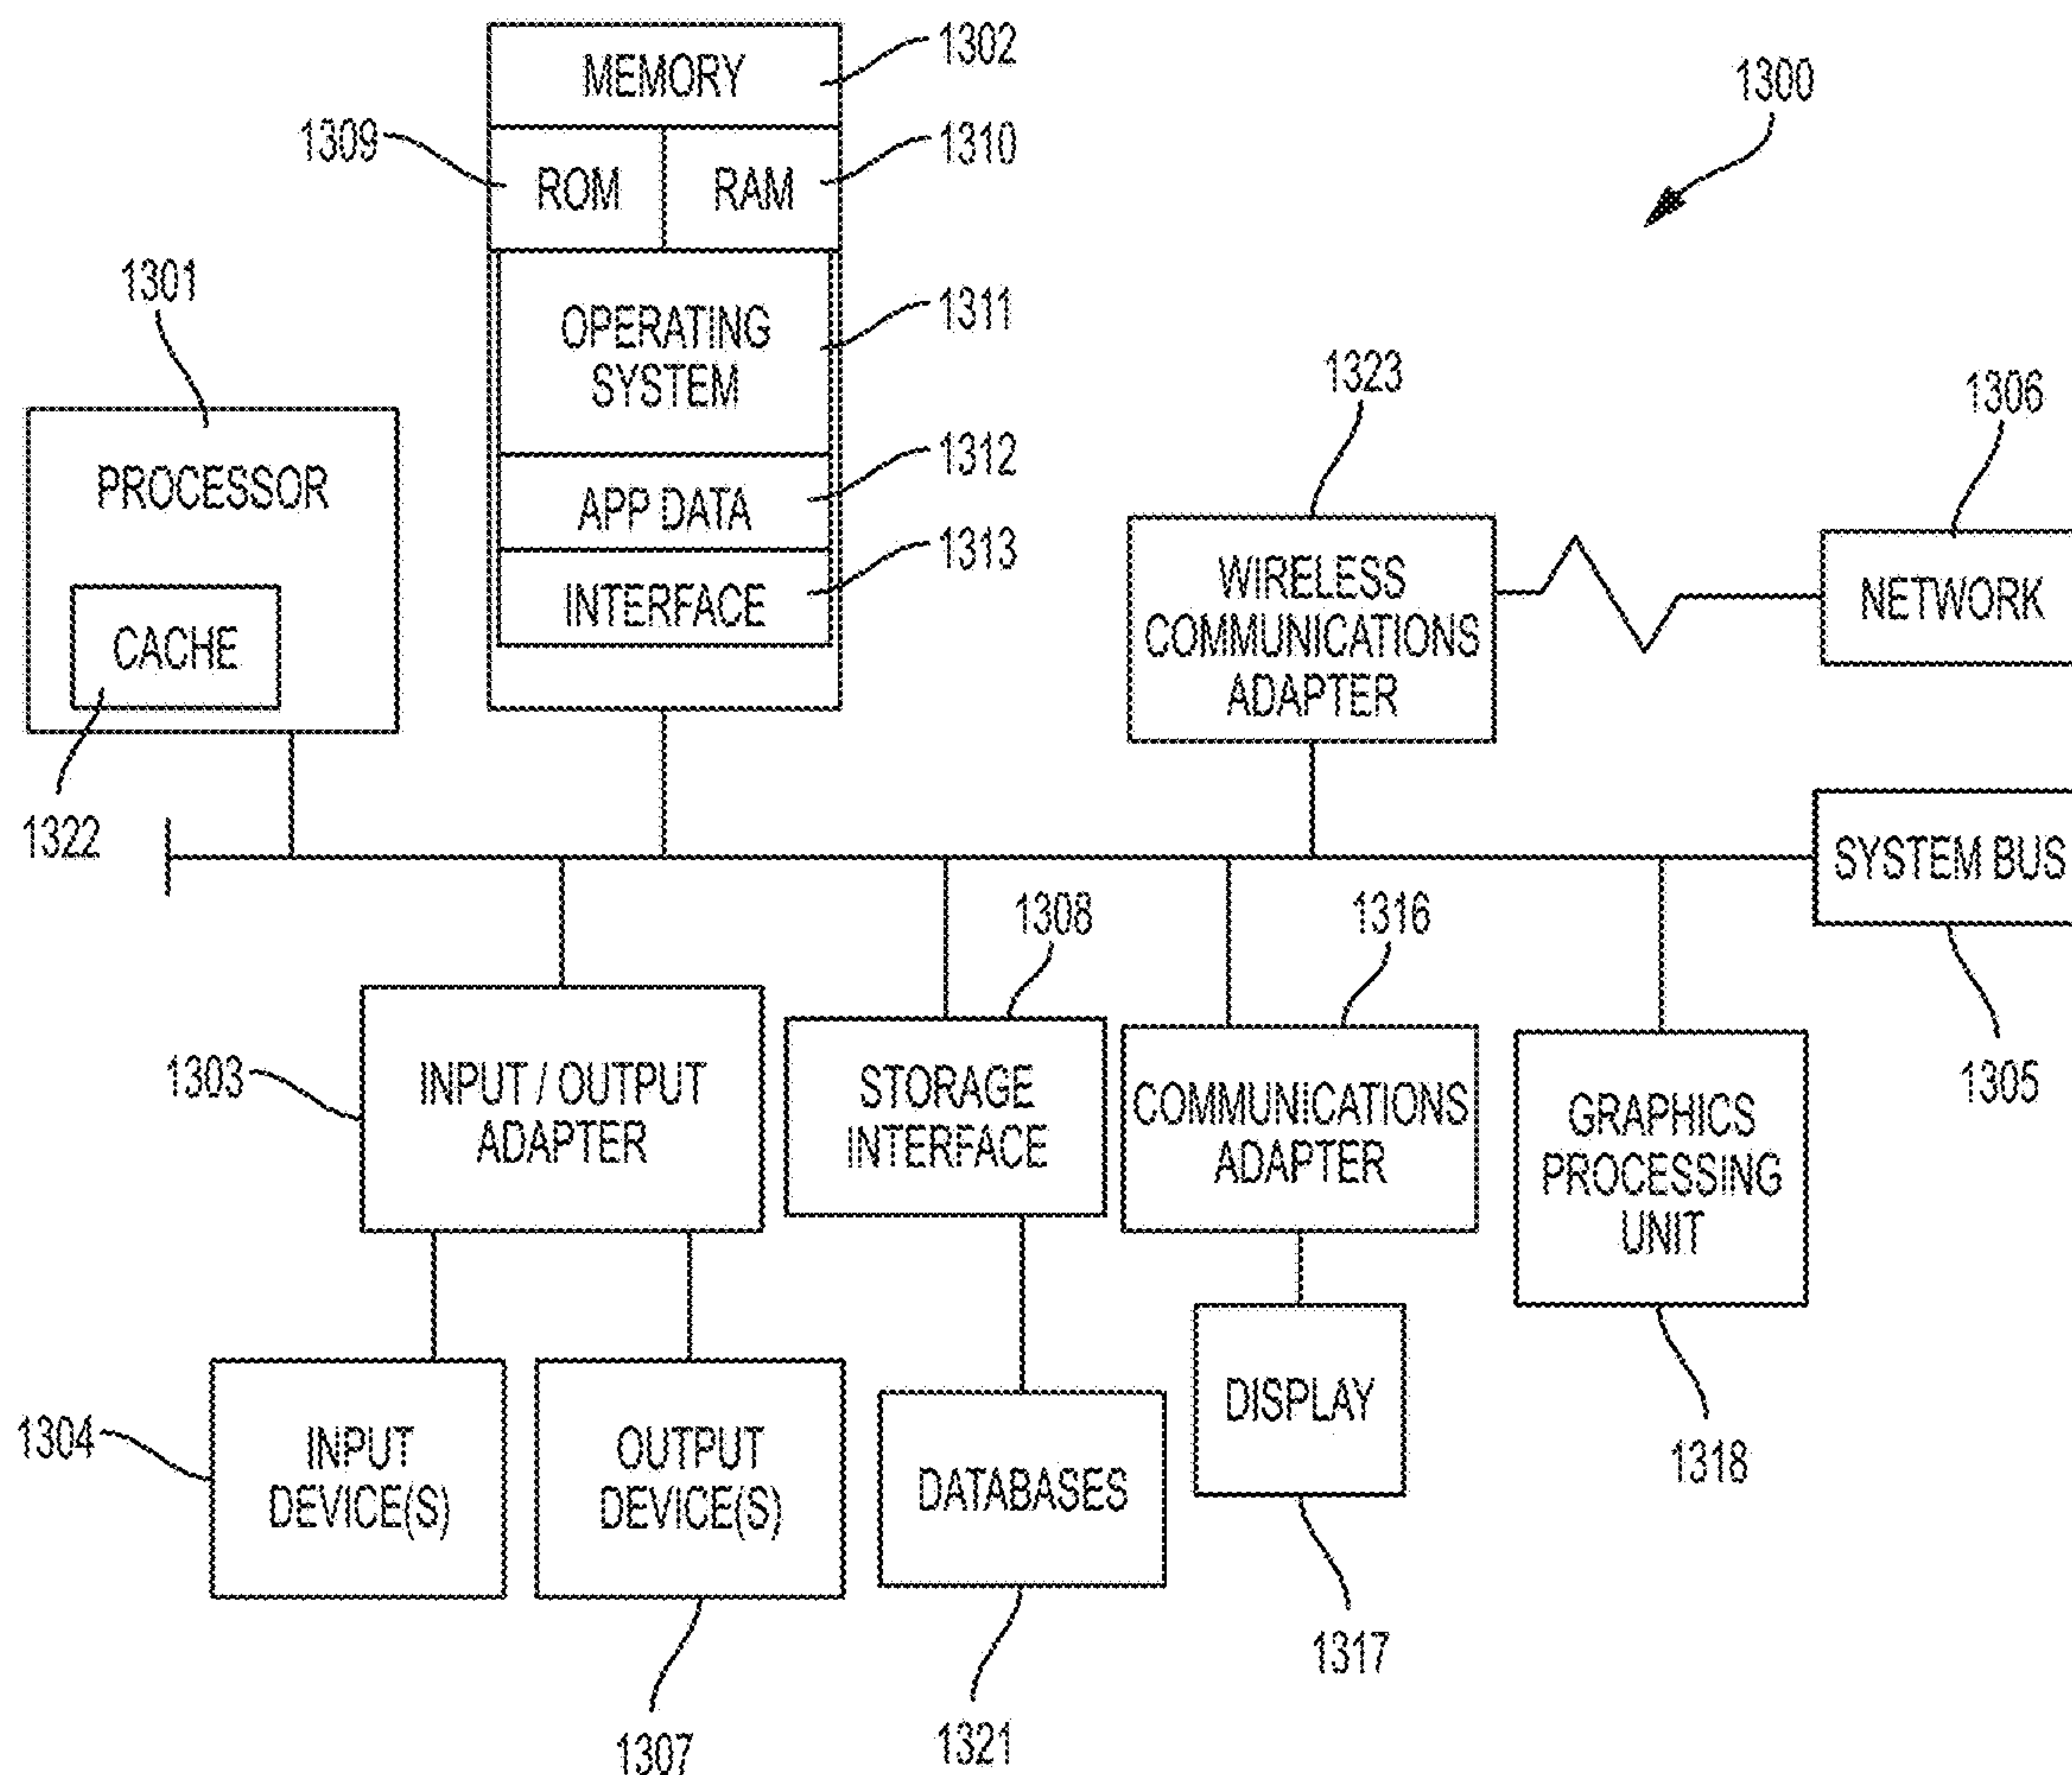 MEMORY
1302
1300
1309
ROM
RAM
1310
1301
OPERATING
SYSTEM
1311
1323
1306
PROCESSOR
APP DATA
1312
INTERFACE
1313
CACHE
1322
WIRELESS
COMMUNICATIONS
ADAPTER
NETWORK
SYSTEM BUS
1305
1303
INPUT / OUTPUT
ADAPTER
1308
STORAGE
INTERFACE
1316
COMMUNICATIONS
ADAPTER
GRAPHICS
PROCESSING
UNIT
1318
1304
INPUT
DEVICE(S)
OUTPUT
DEVICE(S)
1307
DATABASES
1321
DISPLAY
1317